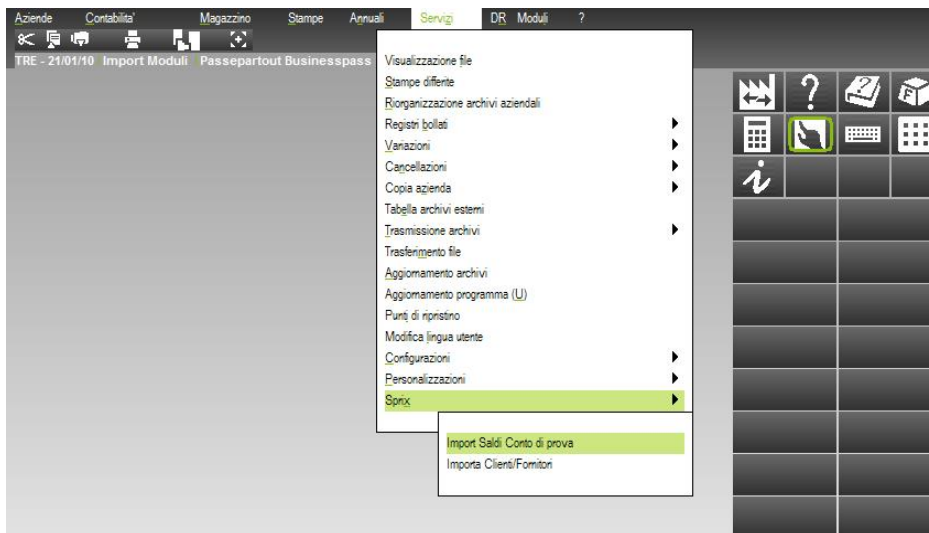 Aziende Contabilita' Magazzino Stampe Annuali Servizi DR Moduli ?
TRE - 21/01/10 Import Moduli Passepartout Businesspass
Visualizzazione file
Stampe differite
Riorganizzazione archivi aziendali
Registri bollati
Variazioni
Cancellazioni
Copia azienda
Tabella archivi esterni
Trasmissione archivi
Trasferimento file
Aggiornamento archivi
Aggiornamento programma (U)
Punti di ripristino
Modifica lingua utente
Configurazioni
Personalizzazioni
Sprix
Import Saldi Conto di prova
Importa Clienti/Fornitori